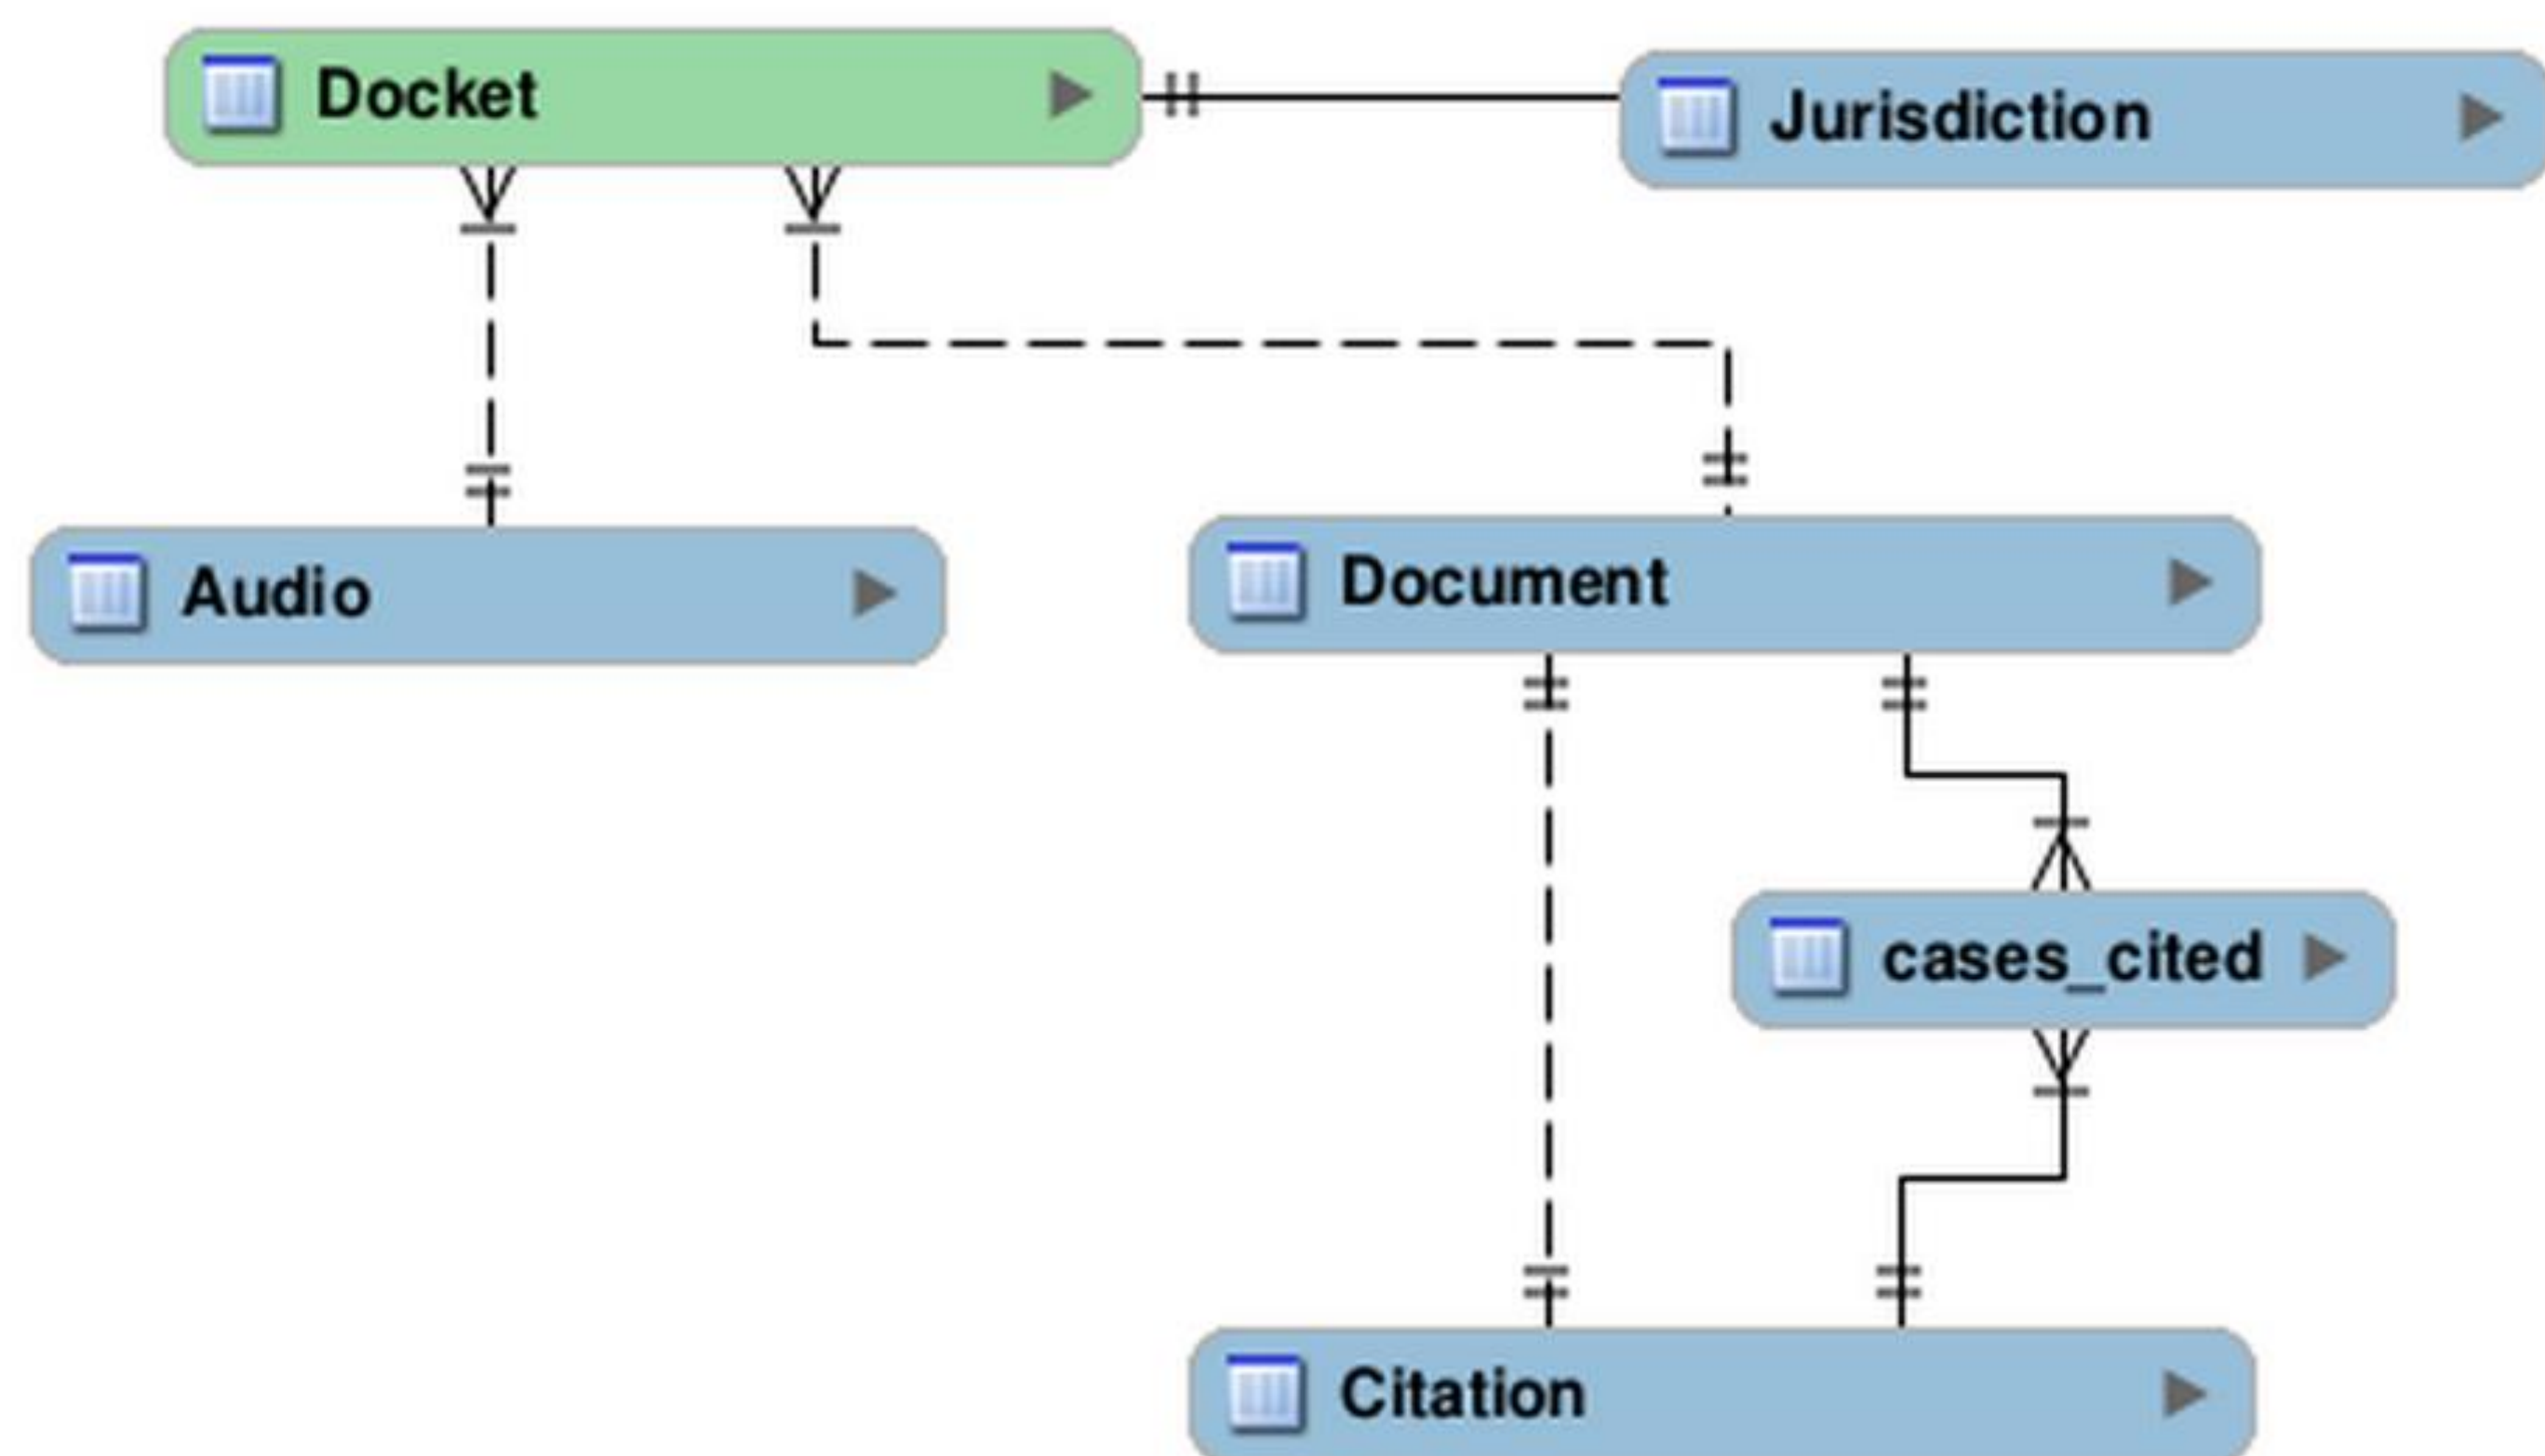 Docket
Jurisdiction
Audio
Document
cases_cited
Citation